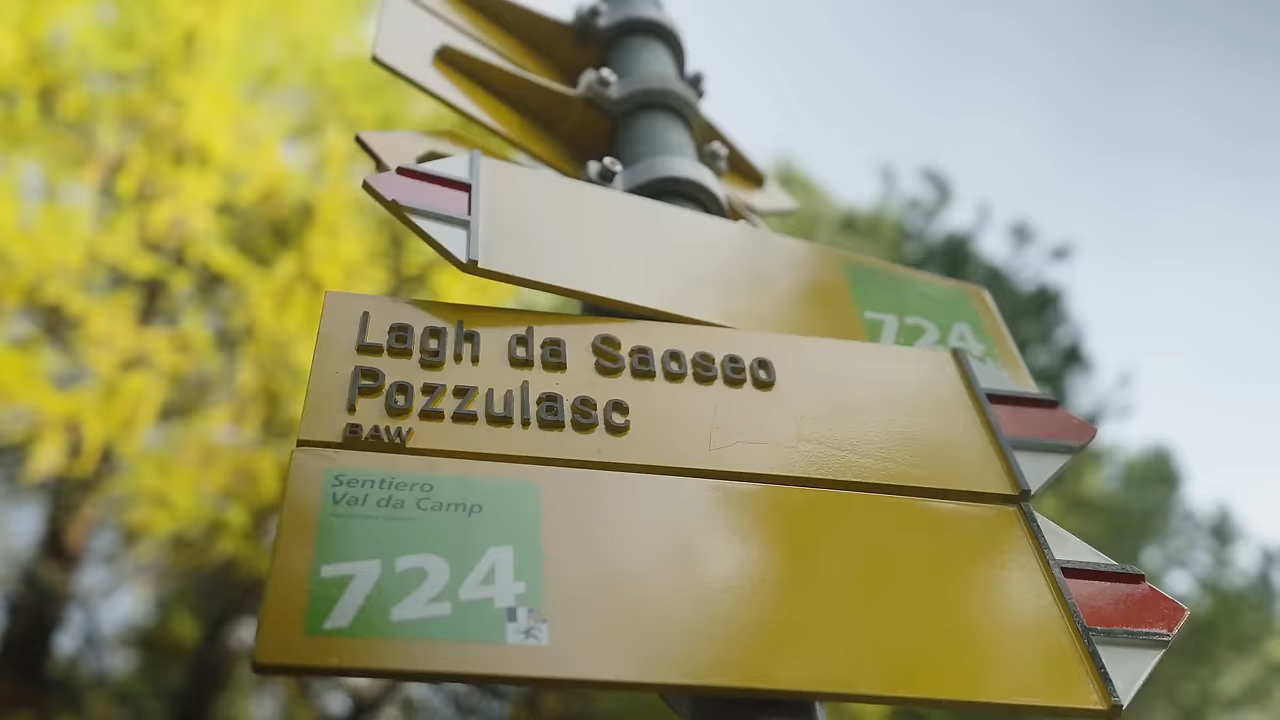 724
Lagh da Saoseo
Pozzulasc
BAW
Sentiero
Val da Camp
724